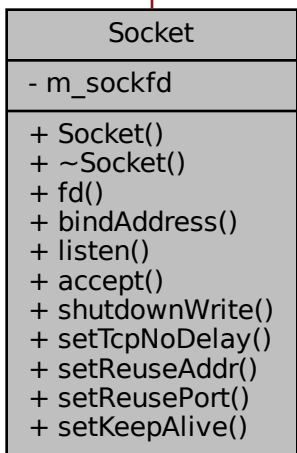 Socket
- m_sockfd
+ Socket()
+ ~Socket()
+ fd()
+ bindAddress()
+ listen()
+ accept()
+ shutdownWrite()
+ setTcpNoDelay()
+ setReuseAddr()
+ setReusePort()
+ setKeepAlive()